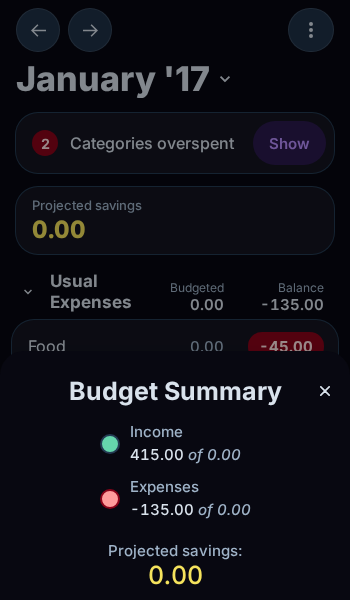 January '17
2 Categories overspent Show
Projected savings
0.00
Usual Expenses Budgeted 0.00 Balance -135.00
Food 0.00 -45.00
Budget Summary ×
Income
415.00 of 0.00
Expenses
-135.00 of 0.00
Projected savings:
0.00